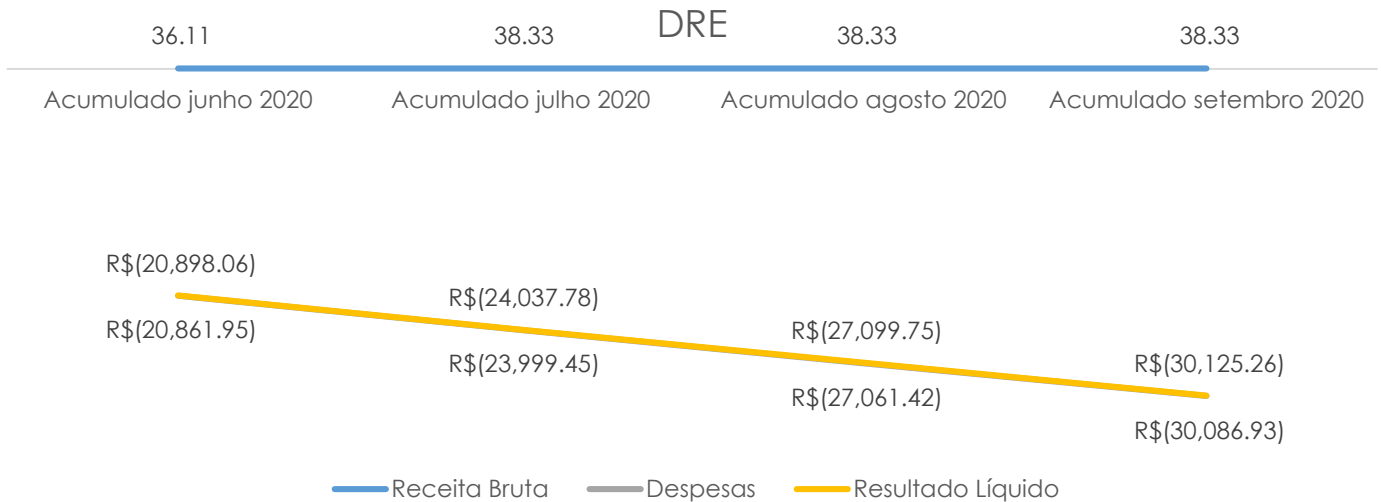 DRE
36.11 38.33 38.33 38.33
Acumulado junho 2020 Acumulado julho 2020 Acumulado agosto 2020 Acumulado setembro 2020
R$(20,898.06)
R$(24,037.78)
R$(20,861.95)
R$(27,099.75)
R$(23,999.45)
R$(30,125.26)
R$(27,061.42)
R$(30,086.93)
Receita Bruta Despesas Resultado Líquido